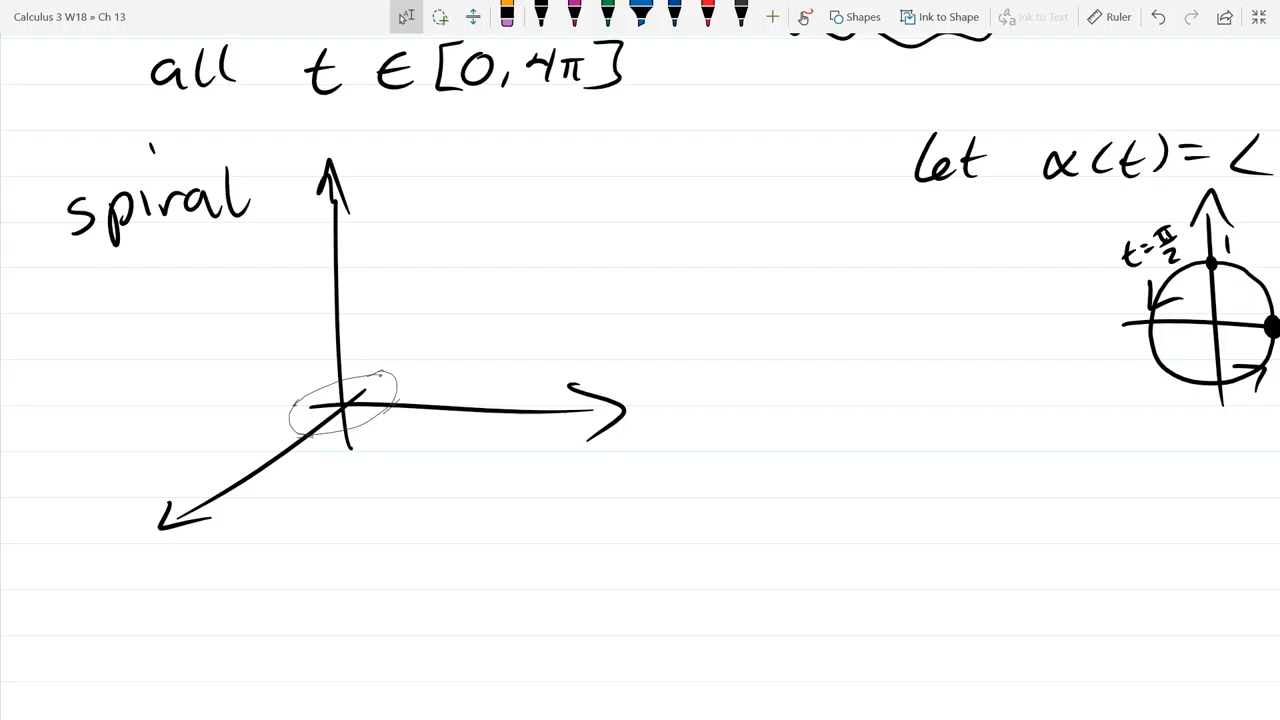 Calculus 3 W18 » Ch 13
Shapes Ink to Shape Ink to Text Ruler
all t ∈ [0, 4π]
spiral
let α(t) = <
t = π/2
1